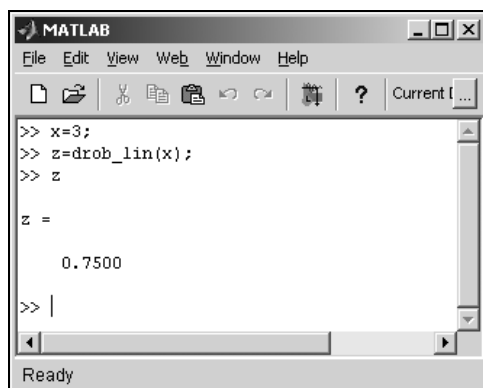 MATLAB
File Edit View Web Window Help
? Current D ...
>> x=3;
>> z=drob_lin(x);
>> z
z =
0.7500
>>
Ready